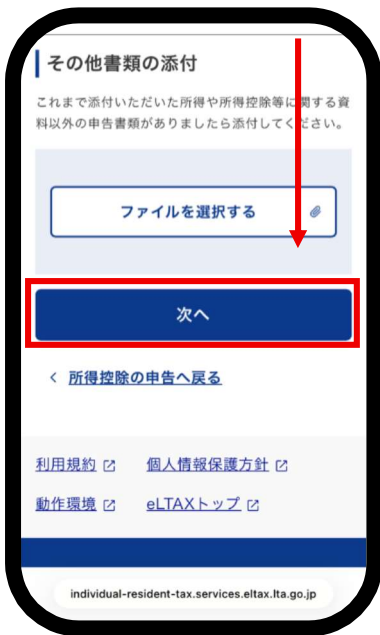 その他書類の添付
これまで添付いただいた所得や所得控除等に関する資
料以外の申告書類がありましたら添付してください。
ファイルを選択する
次へ
< 所得控除の申告へ戻る
利用規約 個人情報保護方針
動作環境 eLTAXトップ
individual-resident-tax.services.eltax.lta.go.jp